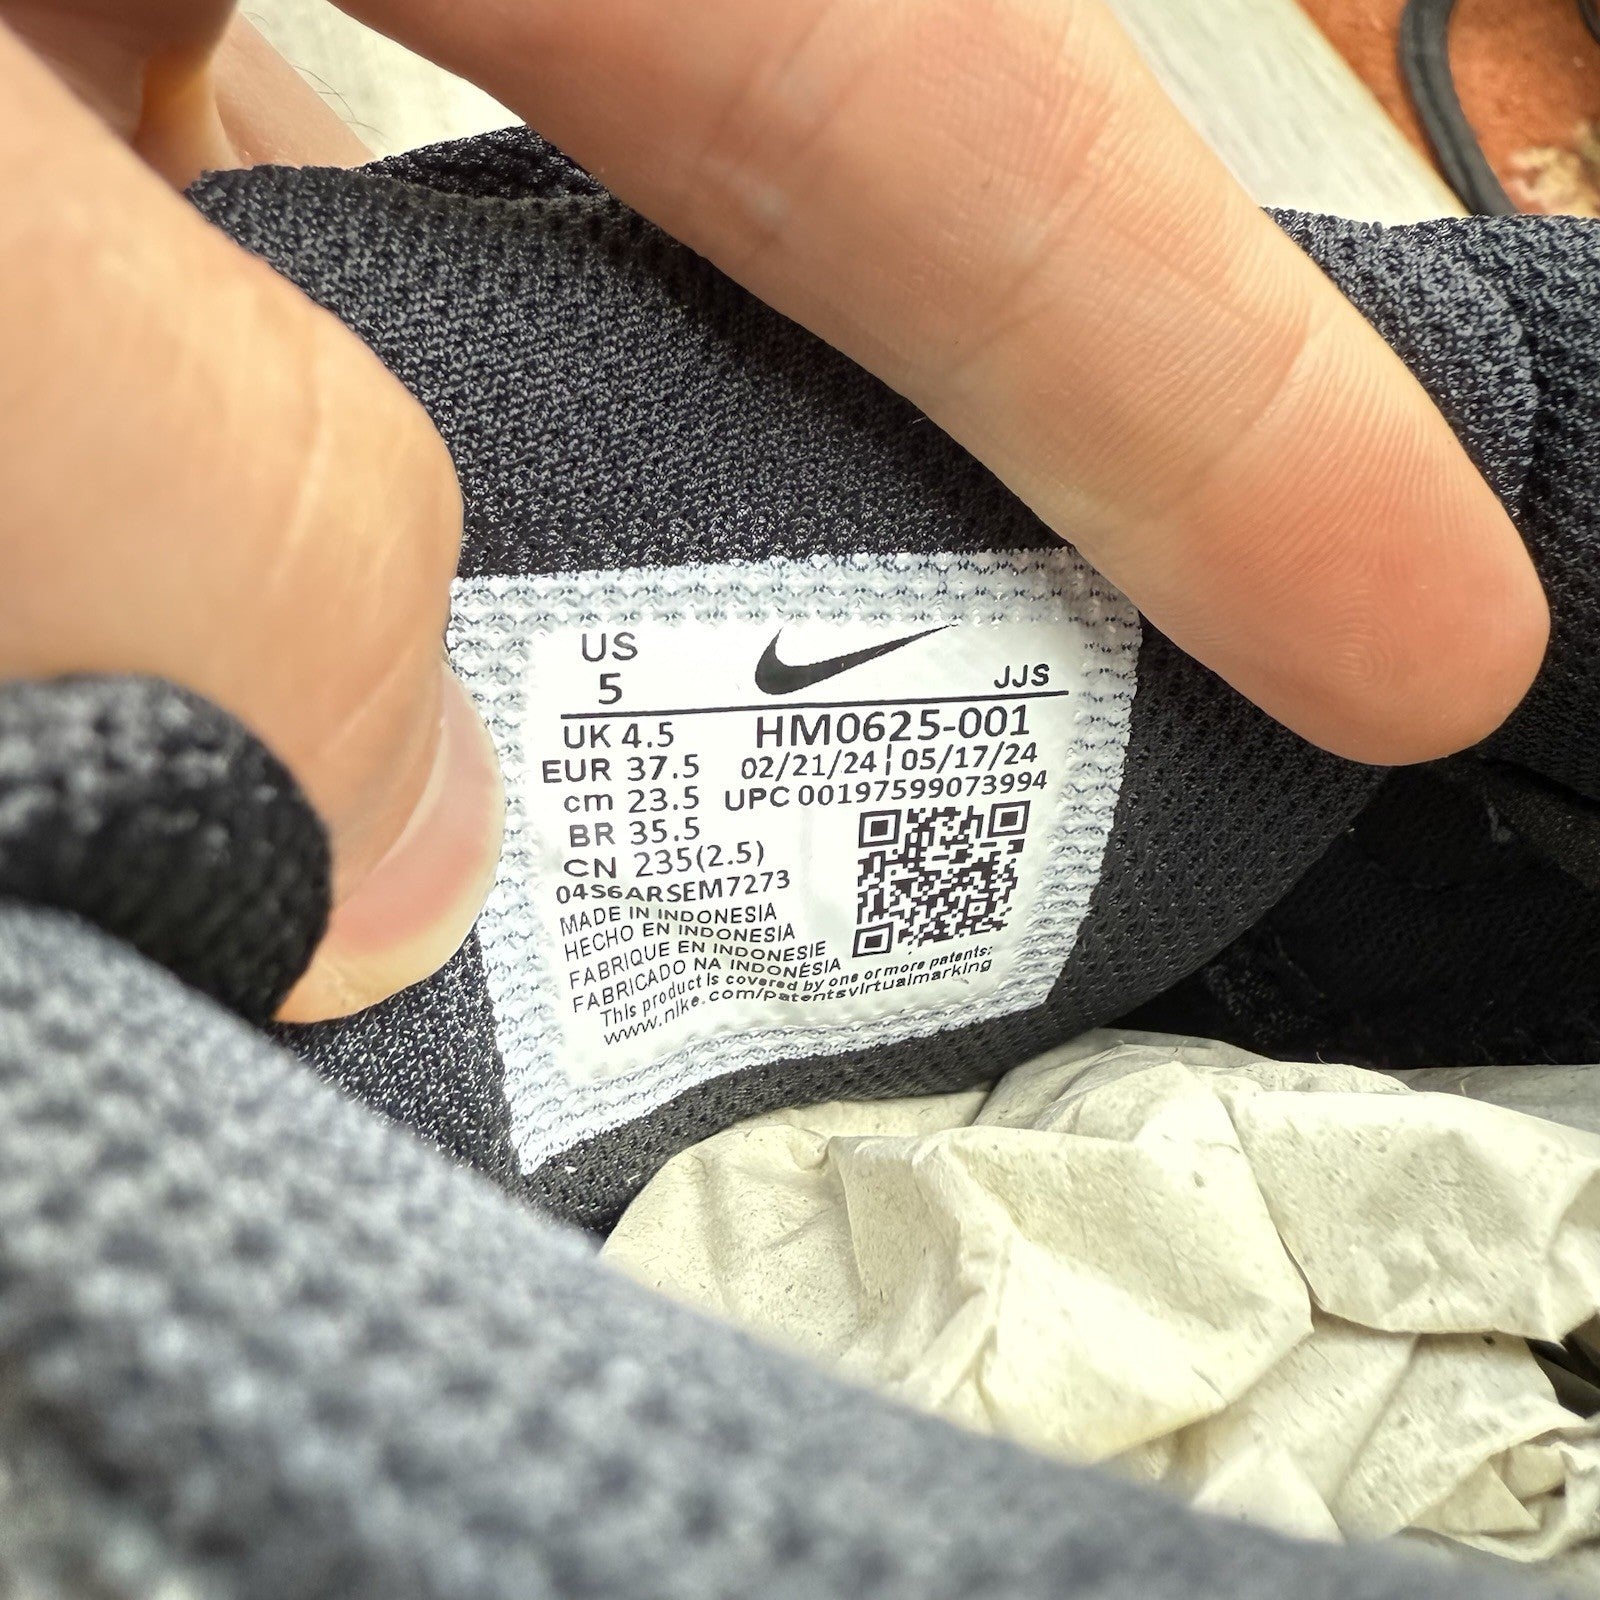 US
5
JJS
UK 4.5
HM0625-001
EUR 37.5
02/21/24 ¦ 05/17/24
cm 23.5
UPC 00197599073994
BR 35.5
CN 235(2.5)
04S6ARSEM7273
MADE IN INDONESIA
HECHO EN INDONESIA
FABRIQUE EN INDONESIE
FABRICADO NA INDONÉSIA
This product is covered by one or more patents:
www.nike.com/patentsvirtualmarking